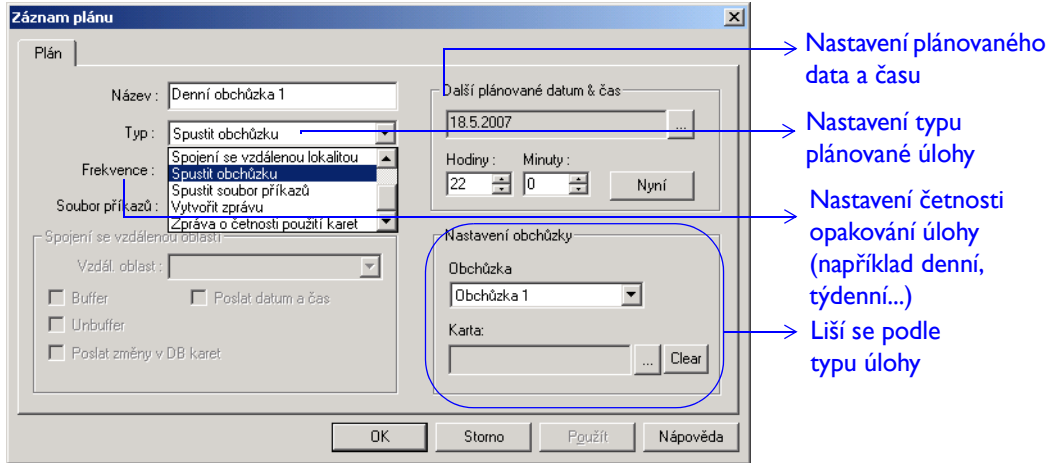 Záznam plánu
Plán
Název :
Denní obchůzka 1
Typ :
Spustit obchůzku
Spojení se vzdálenou lokalitou
Spustit obchůzku
Spustit soubor příkazů
Vytvořit zprávu
Zpráva o četnosti použití karet
Frekvence :
Soubor příkazů :
Spojení se vzdálenou oblastí
Vzdál. oblast :
Buffer
Poslat datum a čas
Unbuffer
Poslat změny v DB karet
Další plánované datum & čas
18.5.2007
...
Hodiny :
Minuty :
22
0
Nyní
Nastavení obchůzky
Obchůzka
Obchůzka 1
Karta:
...
Clear
OK
Storno
Použít
Nápověda
Nastavení plánovaného
data a času
Nastavení typu
plánované úlohy
Nastavení četnosti
opakování úlohy
(například denní,
týdenní...)
Liší se podle
typu úlohy